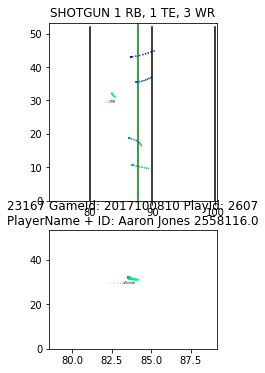 SHOTGUN 1 RB, 1 TE, 3 WR
50
40
30
20
10
0
80 90 100
23167 GameId: 2017100810 PlayId: 2607
PlayerName + ID: Aaron Jones 2558116.0
40
20
0
80.0 82.5 85.0 87.5